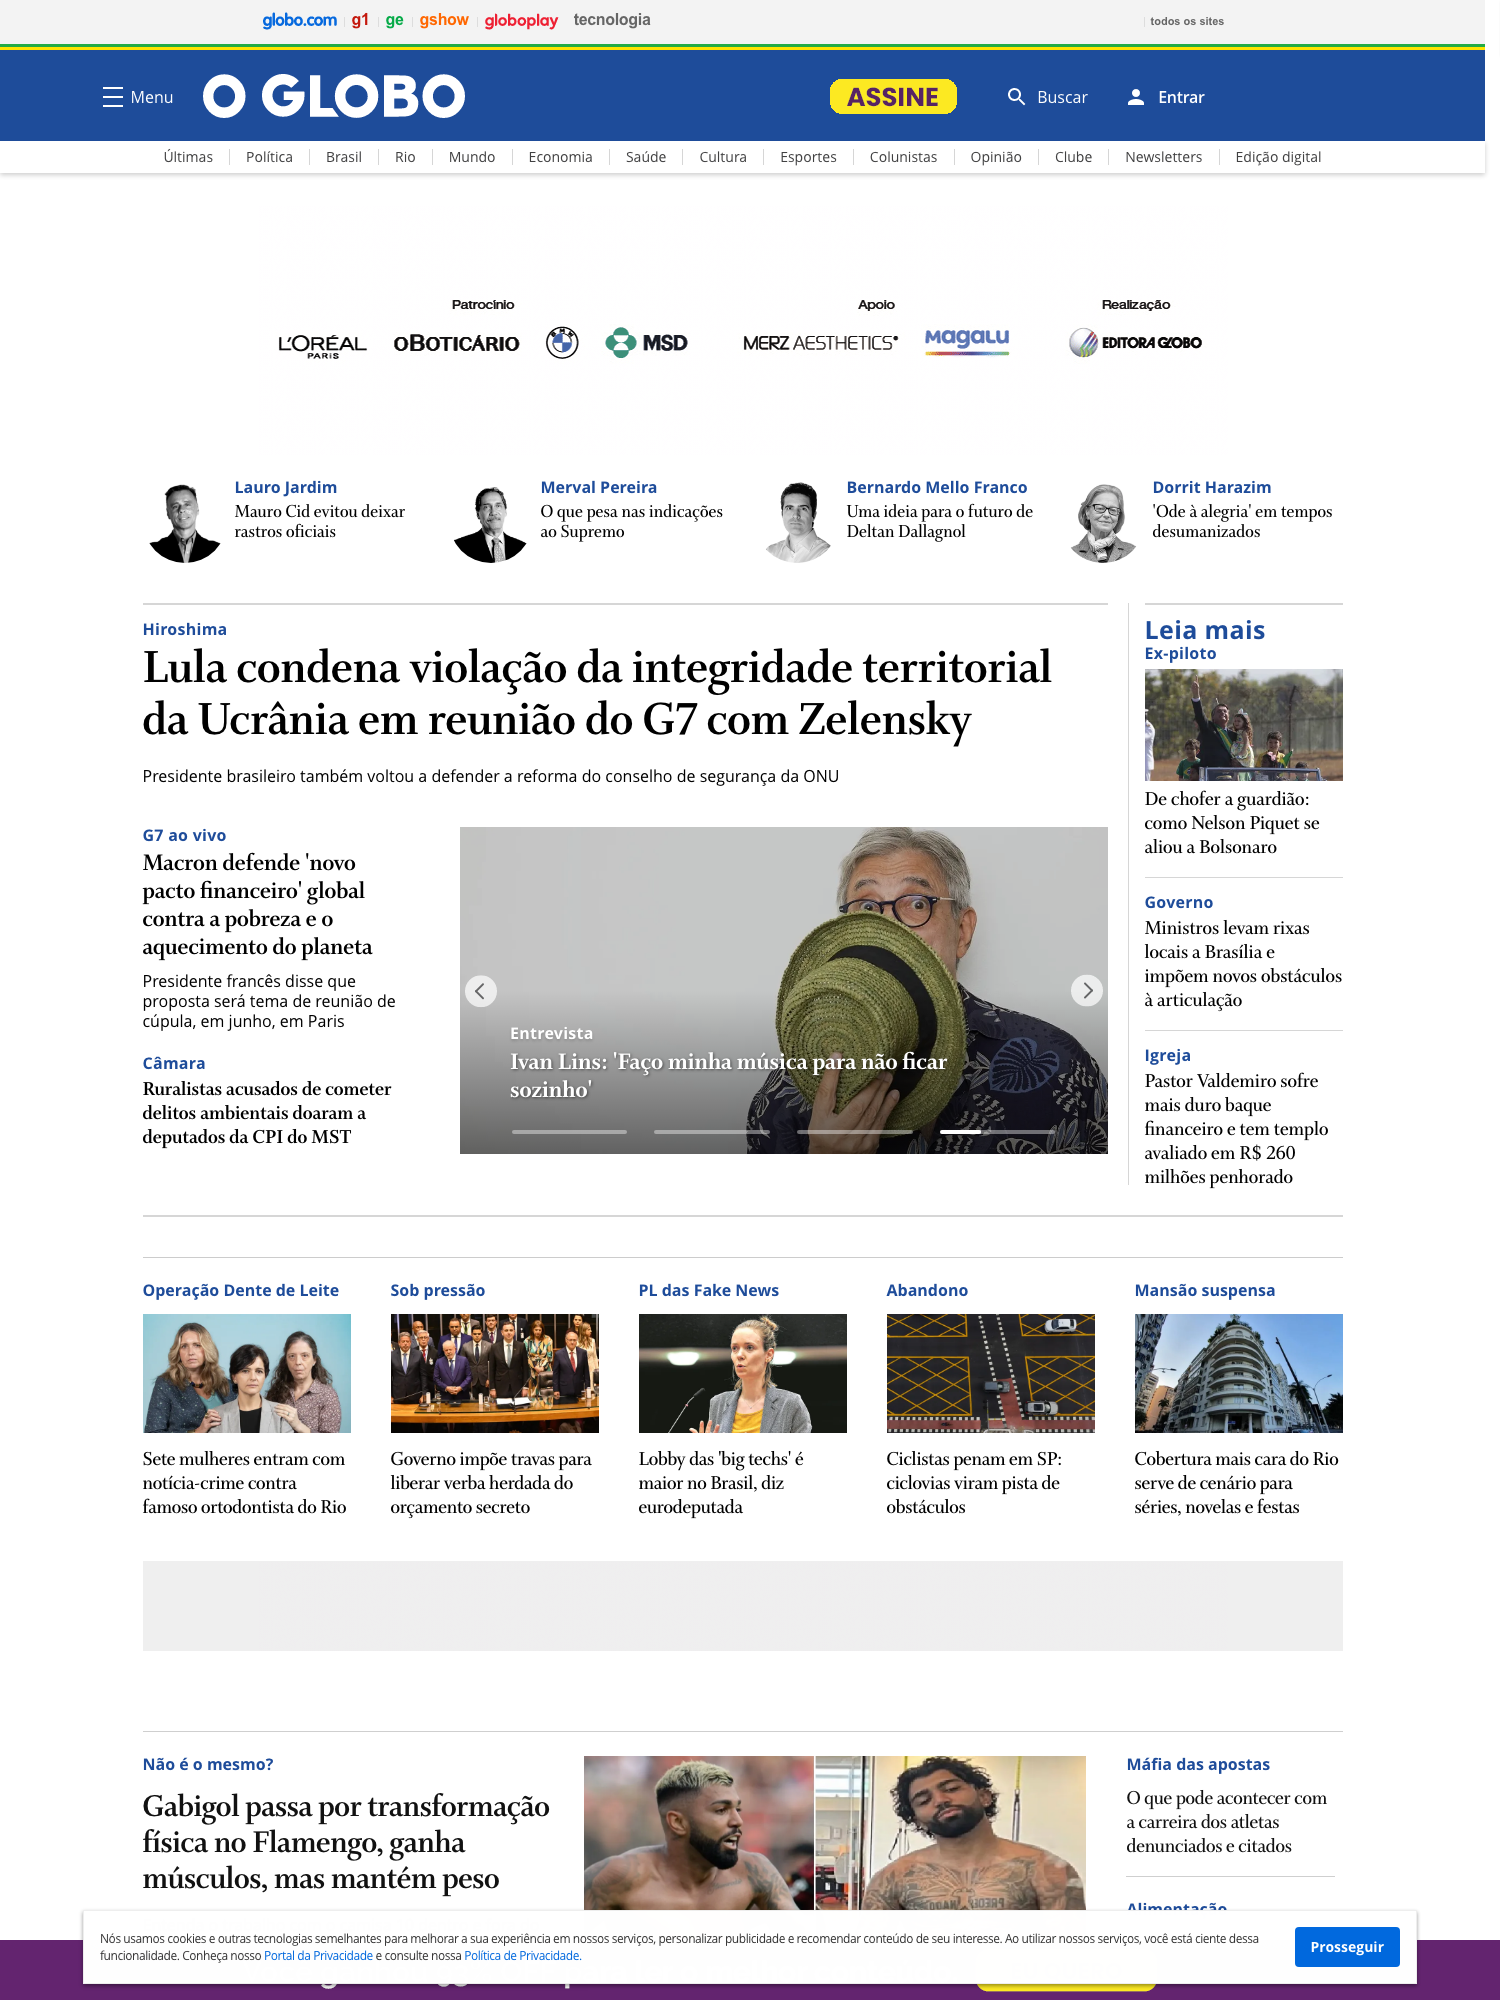 globo.com g1 ge gshow globoplay tecnologia todos os sites
Menu O GLOBO ASSINE Buscar Entrar
Últimas Política Brasil Rio Mundo Economia Saúde Cultura Esportes Colunistas Opinião Clube Newsletters Edição digital
Patrocínio Apoio Realização
L'ORÉAL PARIS oBOTICÁRIO BMW MSD MERZ AESTHETICS Magalu EDITORA GLOBO
Lauro Jardim
Mauro Cid evitou deixar
rastros oficiais
Merval Pereira
O que pesa nas indicações
ao Supremo
Bernardo Mello Franco
Uma ideia para o futuro de
Deltan Dallagnol
Dorrit Harazim
'Ode à alegria' em tempos
desumanizados
Hiroshima
Lula condena violação da integridade territorial
da Ucrânia em reunião do G7 com Zelensky
Presidente brasileiro também voltou a defender a reforma do conselho de segurança da ONU
G7 ao vivo
Macron defende 'novo
pacto financeiro' global
contra a pobreza e o
aquecimento do planeta
Presidente francês disse que
proposta será tema de reunião de
cúpula, em junho, em Paris
Câmara
Ruralistas acusados de cometer
delitos ambientais doaram a
deputados da CPI do MST
Entrevista
Ivan Lins: 'Faço minha música para não ficar
sozinho'
Leia mais
Ex-piloto
De chofer a guardião:
como Nelson Piquet se
aliou a Bolsonaro
Governo
Ministros levam rixas
locais a Brasília e
impõem novos obstáculos
à articulação
Igreja
Pastor Valdemiro sofre
mais duro baque
financeiro e tem templo
avaliado em R$ 260
milhões penhorado
Operação Dente de Leite
Sete mulheres entram com
notícia-crime contra
famoso ortodontista do Rio
Sob pressão
Governo impõe travas para
liberar verba herdada do
orçamento secreto
PL das Fake News
Lobby das 'big techs' é
maior no Brasil, diz
eurodeputada
Abandono
Ciclistas penam em SP:
ciclovias viram pista de
obstáculos
Mansão suspensa
Cobertura mais cara do Rio
serve de cenário para
séries, novelas e festas
Não é o mesmo?
Gabigol passa por transformação
física no Flamengo, ganha
músculos, mas mantém peso
Máfia das apostas
O que pode acontecer com
a carreira dos atletas
denunciados e citados
Alimentação
Nós usamos cookies e outras tecnologias semelhantes para melhorar a sua experiência em nossos serviços, personalizar publicidade e recomendar conteúdo de seu interesse. Ao utilizar nossos serviços, você está ciente dessa
funcionalidade. Conheça nosso Portal da Privacidade e consulte nossa Política de Privacidade.
Prosseguir